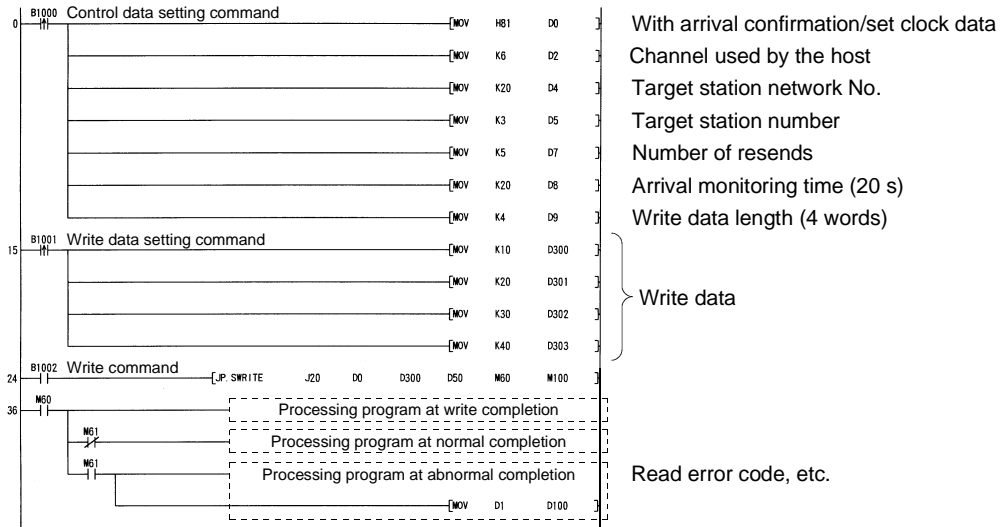 B1000 Control data setting command
0 [MOV H81 D0 ] With arrival confirmation/set clock data
[MOV K6 D2 ] Channel used by the host
[MOV K20 D4 ] Target station network No.
[MOV K3 D5 ] Target station number
[MOV K5 D7 ] Number of resends
[MOV K20 D8 ] Arrival monitoring time (20 s)
[MOV K4 D9 ] Write data length (4 words)
B1001 Write data setting command
15 [MOV K10 D300 ]
[MOV K20 D301 ]
Write data
[MOV K30 D302 ]
[MOV K40 D303 ]
B1002 Write command
24 [JP.SWRITE J20 D0 D300 D50 M60 M100 ]
M60
36 Processing program at write completion
M61
Processing program at normal completion
M61
Processing program at abnormal completion Read error code, etc.
[MOV D1 D100 ]